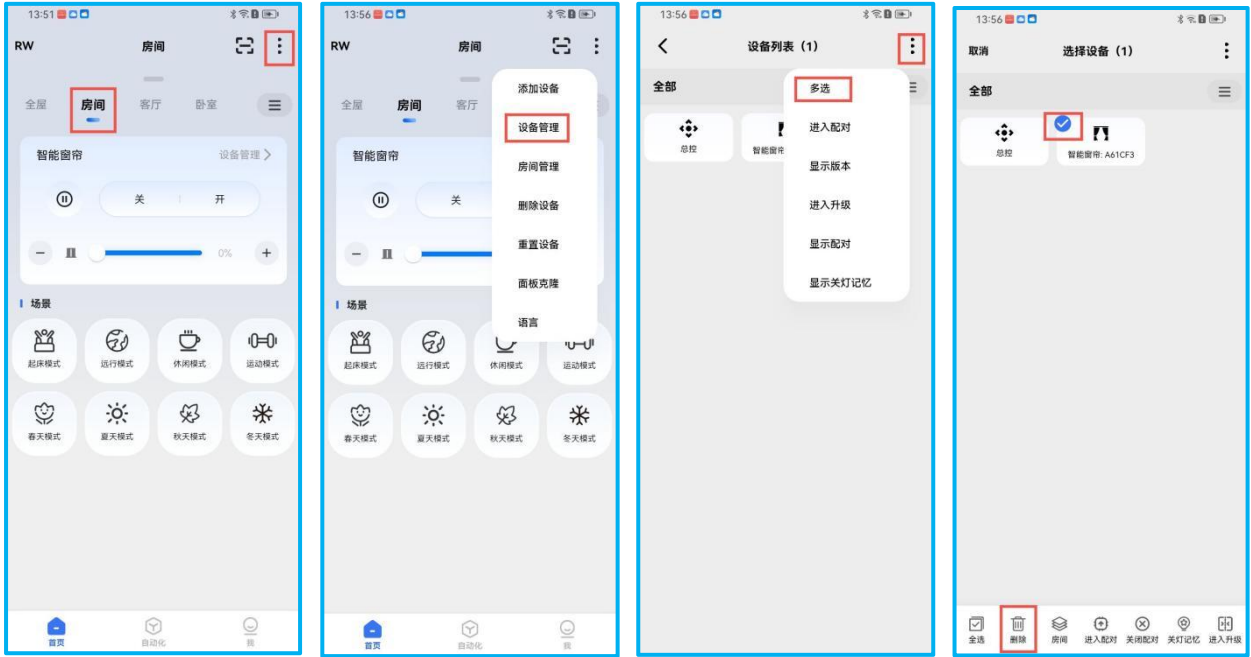 13:51
RW 房间
全屋 房间 客厅 卧室
智能窗帘 设备管理
关 开
0%
场景
起床模式 远行模式 休闲模式 运动模式
春天模式 夏天模式 秋天模式 冬天模式
首页 自动化 我
13:56
RW 房间
全屋 房间 客厅
智能窗帘
关
添加设备
设备管理
房间管理
删除设备
重置设备
面板克隆
语言
场景
起床模式 远行模式 休闲模式 运动模式
春天模式 夏天模式 秋天模式 冬天模式
首页 自动化 我
13:56
设备列表（1）
全部
总控 智能窗帘
多选
进入配对
显示版本
进入升级
显示配对
显示关灯记忆
13:56
取消 选择设备（1）
全部
总控 智能窗帘: A61CF3
全选 删除 房间 进入配对 关闭配对 关灯记忆 进入升级